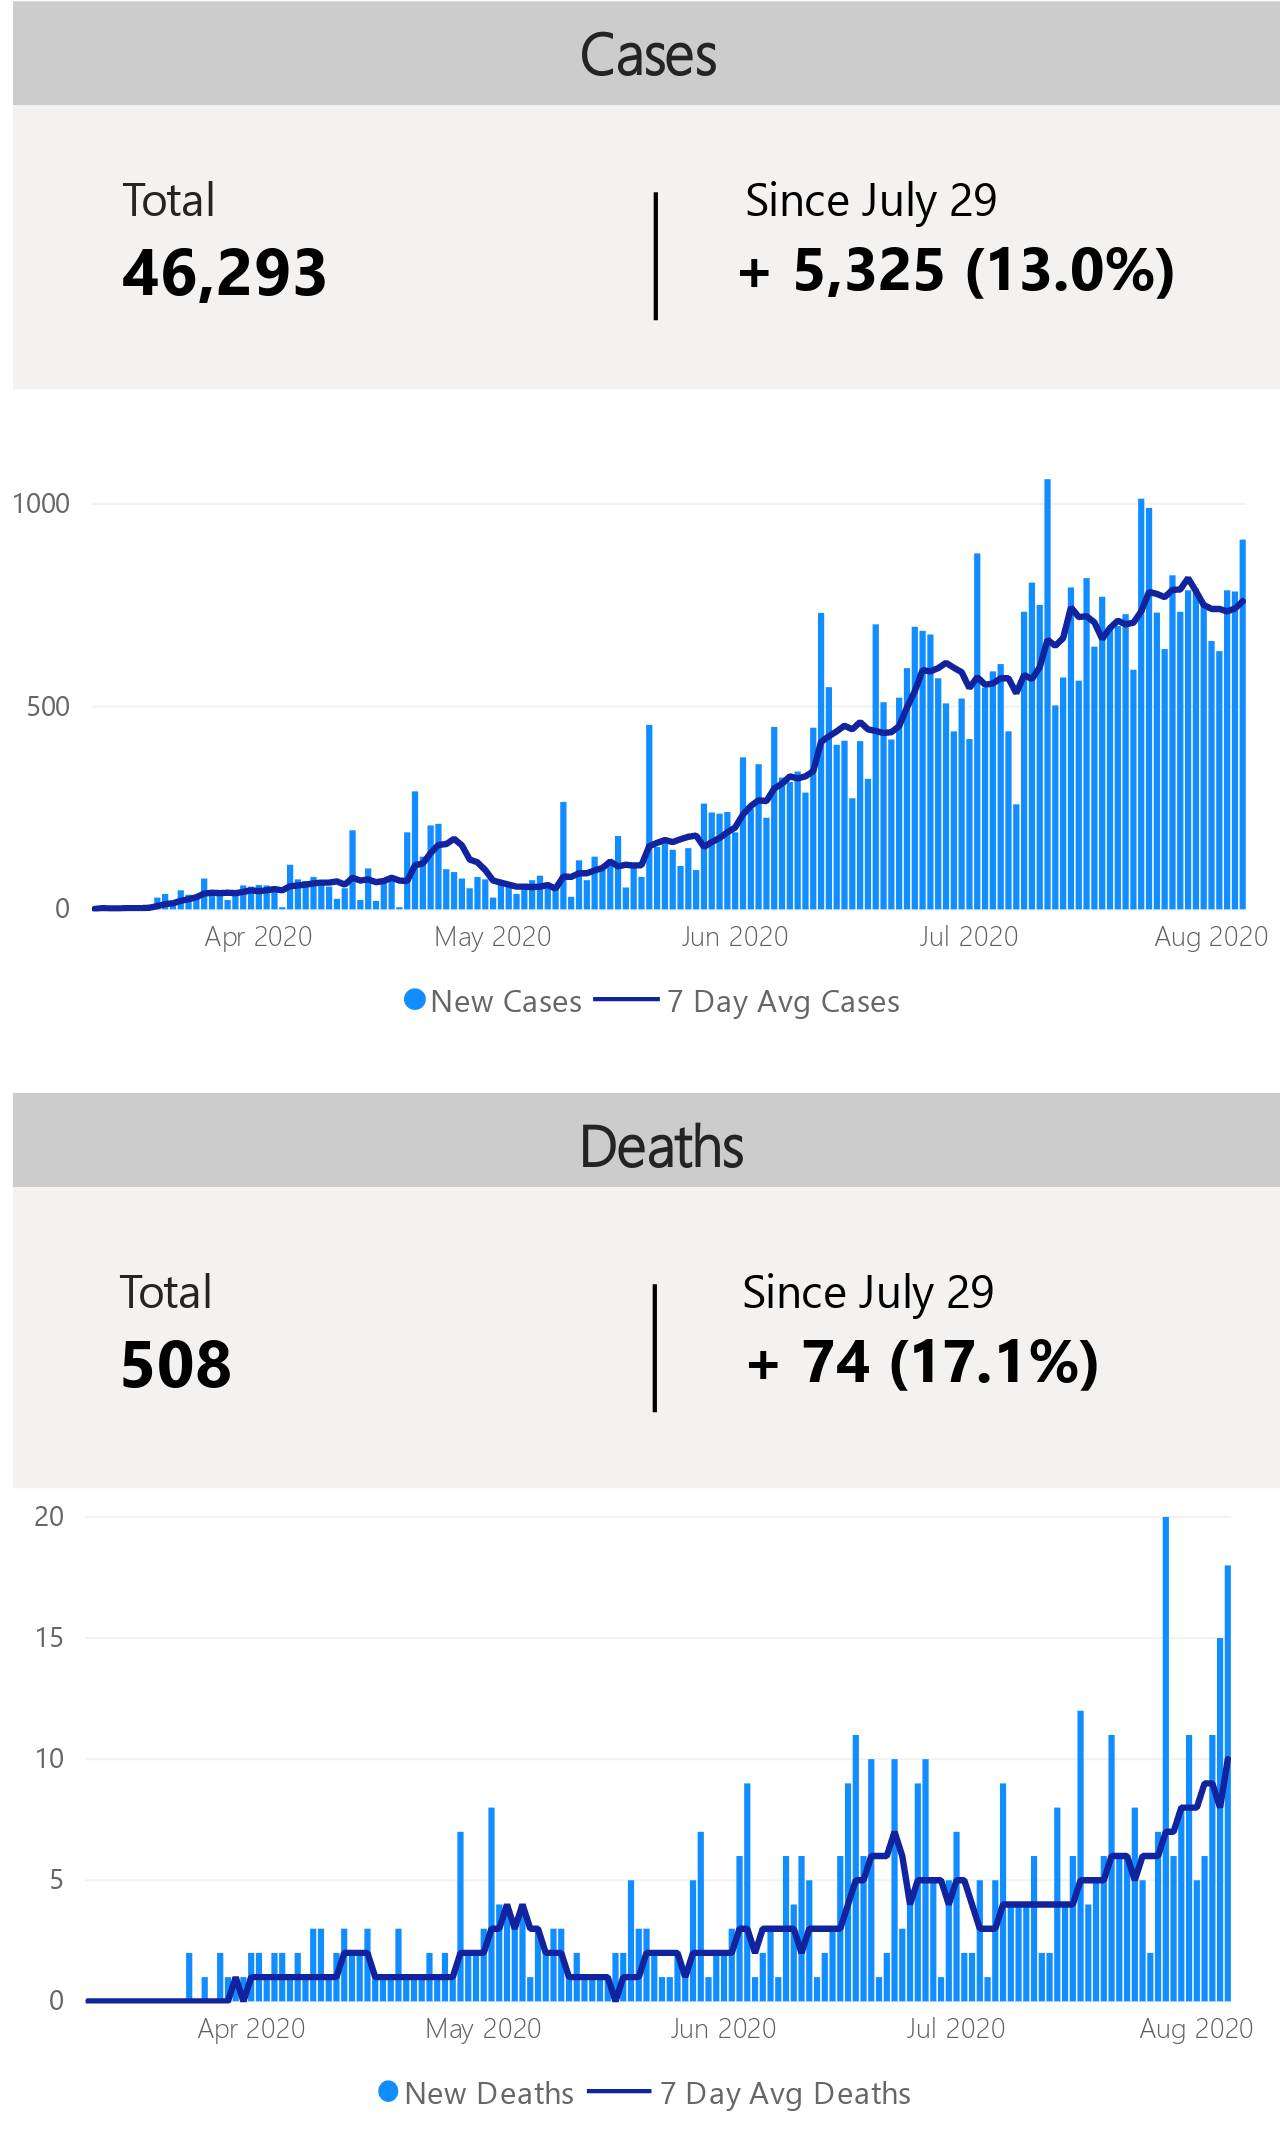 Cases
Total
Since July 29
46,293
+ 5,325 (13.0%)
1000
500
0
Apr 2020
May 2020
Jun 2020
Jul 2020
Aug 2020
New Cases
7 Day Avg Cases
Deaths
Total
Since July 29
508
+ 74 (17.1%)
20
15
10
5
0
Apr 2020
May 2020
Jun 2020
Jul 2020
Aug 2020
New Deaths
7 Day Avg Deaths